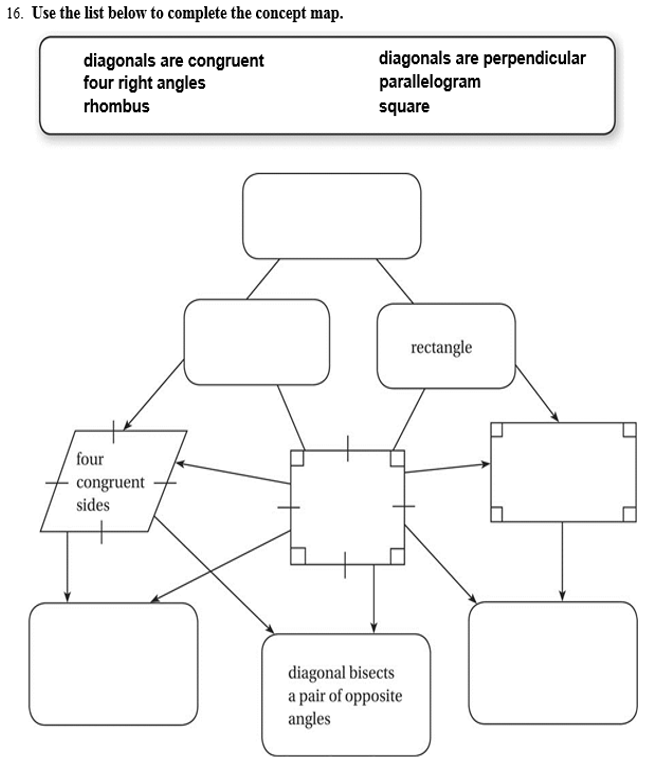 16. Use the list below to complete the concept map.
diagonals are congruent
four right angles
rhombus
diagonals are perpendicular
parallelogram
square
rectangle
four
congruent
sides
diagonal bisects
a pair of opposite
angles